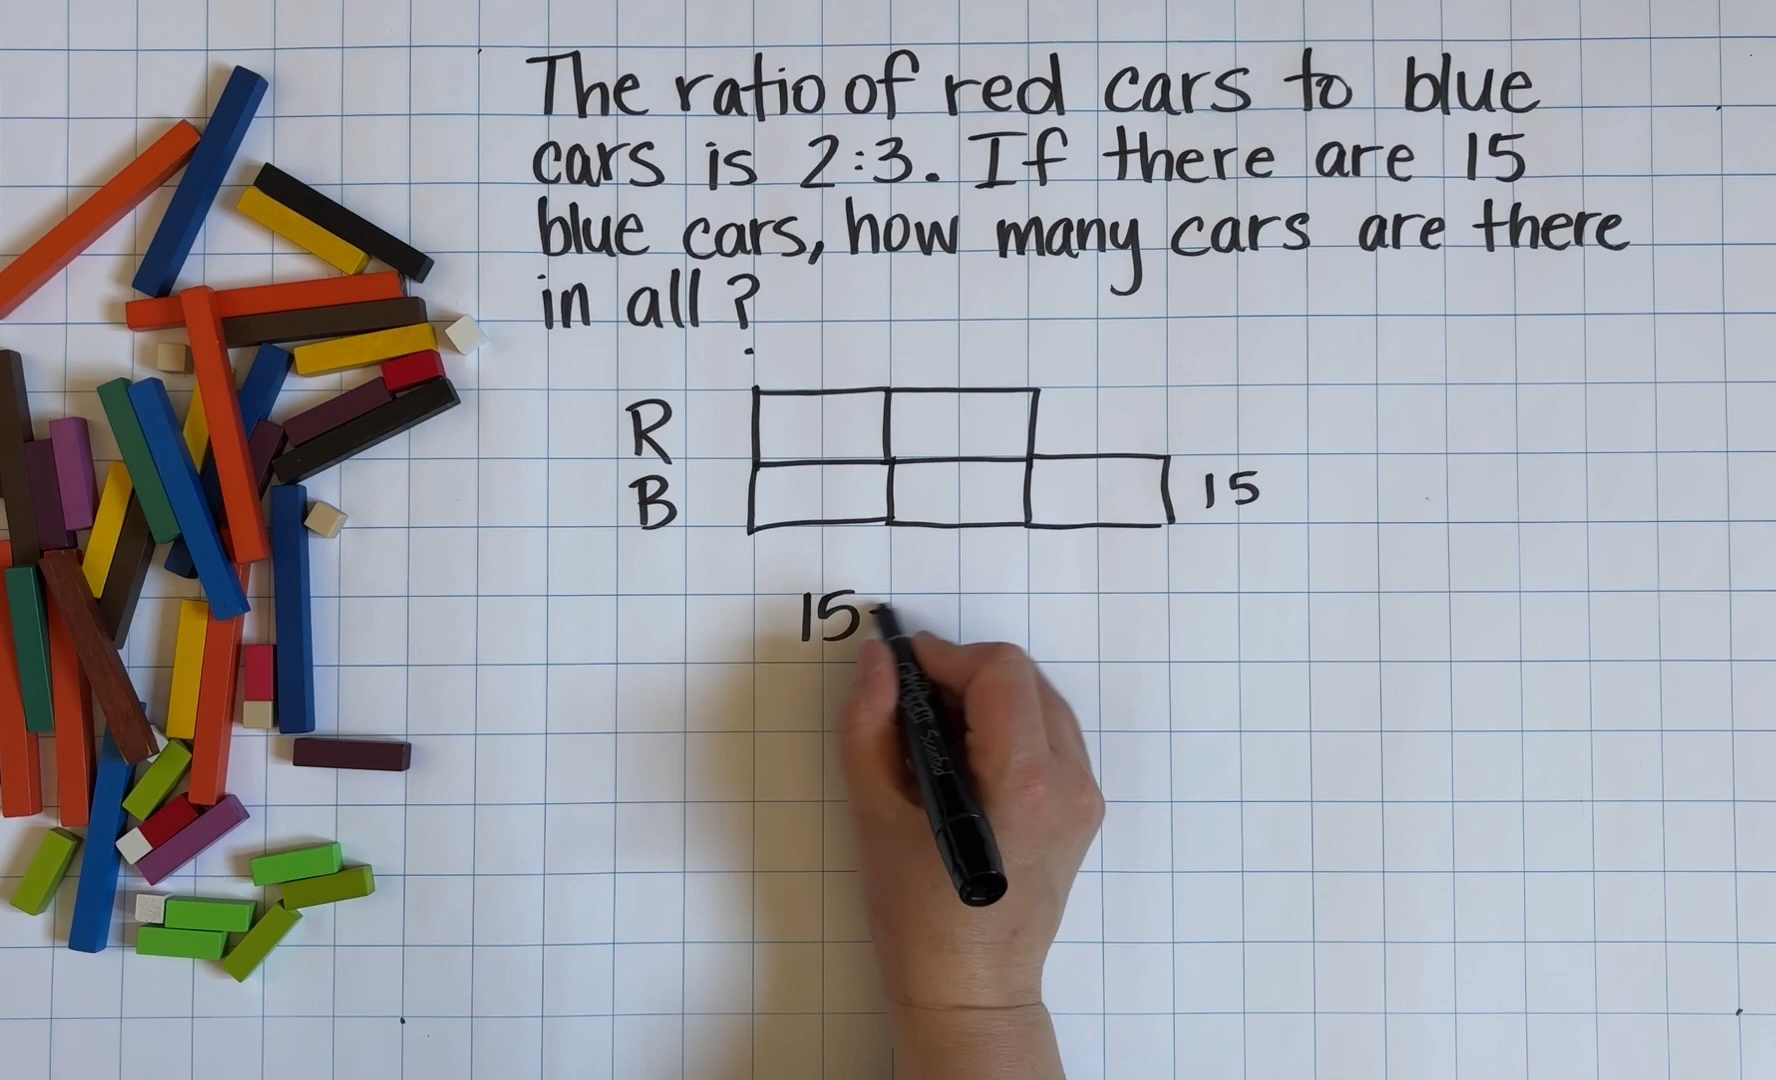 The ratio of red cars to blue
cars is 2:3. If there are 15
blue cars, how many cars are there
in all?
R
B 15
15
Scented